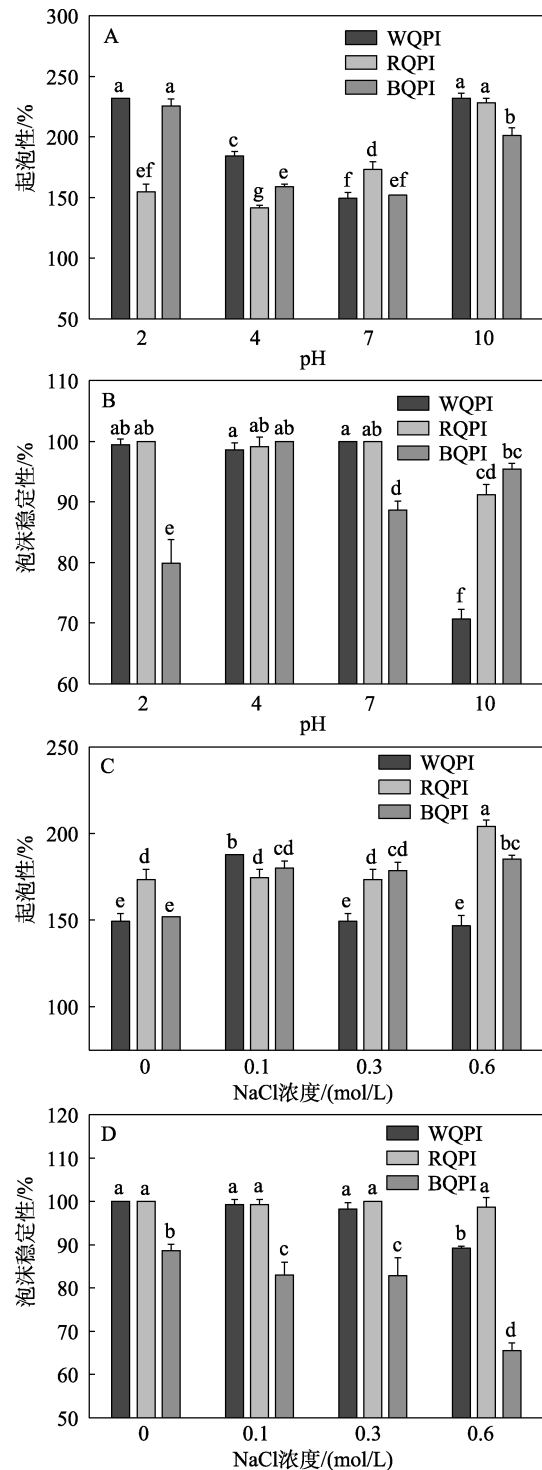 300
A
WQPI
RQPI
BQPI
250
200
150
100
50
起泡性/%
a
ef
a
c
g
e
f
d
ef
a
a
b
2
4
7
10
pH
110
B
WQPI
RQPI
BQPI
100
90
80
70
60
泡沫稳定性/%
ab
ab
e
a
ab
ab
a
ab
d
f
cd
bc
2
4
7
10
pH
250
C
WQPI
RQPI
BQPI
200
150
100
起泡性/%
e
d
e
b
d
cd
e
d
cd
e
a
bc
0
0.1
0.3
0.6
NaCl浓度/(mol/L)
120
D
WQPI
RQPI
BQPI
110
100
90
80
70
60
50
泡沫稳定性/%
a
a
b
a
a
c
a
a
c
b
a
d
0
0.1
0.3
0.6
NaCl浓度/(mol/L)